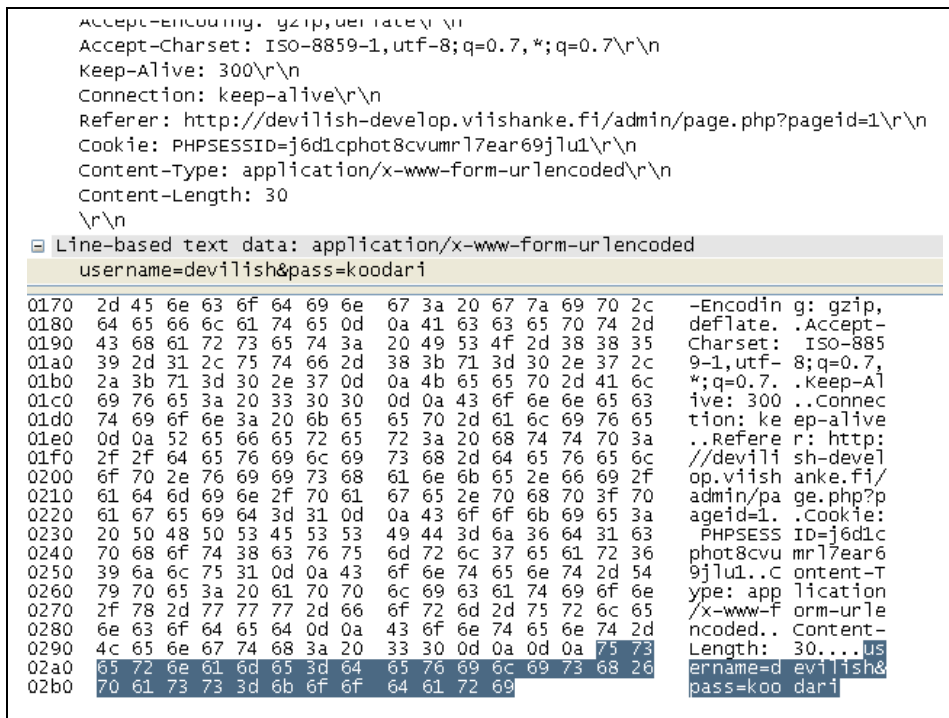 Accept-Encoding: gzip,deflate\r\n
Accept-Charset: ISO-8859-1,utf-8;q=0.7,*;q=0.7\r\n
Keep-Alive: 300\r\n
Connection: keep-alive\r\n
Referer: http://devilish-develop.viishanke.fi/admin/page.php?pageid=1\r\n
Cookie: PHPSESSID=j6d1cphot8cvumrl7ear69jlu1\r\n
Content-Type: application/x-www-form-urlencoded\r\n
Content-Length: 30
\r\n
Line-based text data: application/x-www-form-urlencoded
username=devilish&pass=koodari
0170 2d 45 6e 63 6f 64 69 6e 67 3a 20 67 7a 69 70 2c -Encodin g: gzip,
0180 64 65 66 6c 61 74 65 0d 0a 41 63 63 65 70 74 2d deflate. .Accept-
0190 43 68 61 72 73 65 74 3a 20 49 53 4f 2d 38 38 35 Charset: ISO-885
01a0 39 2d 31 2c 75 74 66 2d 38 3b 71 3d 30 2e 37 2c 9-1,utf- 8;q=0.7,
01b0 2a 3b 71 3d 30 2e 37 0d 0a 4b 65 65 70 2d 41 6c *;q=0.7. .Keep-Al
01c0 69 76 65 3a 20 33 30 30 0d 0a 43 6f 6e 6e 65 63 ive: 300 ..Connec
01d0 74 69 6f 6e 3a 20 6b 65 65 70 2d 61 6c 69 76 65 tion: ke ep-alive
01e0 0d 0a 52 65 66 65 72 65 72 3a 20 68 74 74 70 3a ..Refere r: http:
01f0 2f 2f 64 65 76 69 6c 69 73 68 2d 64 65 76 65 6c //devili sh-devel
0200 6f 70 2e 76 69 69 73 68 61 6e 6b 65 2e 66 69 2f op.viish anke.fi/
0210 61 64 6d 69 6e 2f 70 61 67 65 2e 70 68 70 3f 70 admin/pa ge.php?p
0220 61 67 65 69 64 3d 31 0d 0a 43 6f 6f 6b 69 65 3a ageid=1. .Cookie:
0230 20 50 48 50 53 45 53 53 49 44 3d 6a 36 64 31 63 PHPSESS ID=j6d1c
0240 70 68 6f 74 38 63 76 75 6d 72 6c 37 65 61 72 36 phot8cvu mrl7ear6
0250 39 6a 6c 75 31 0d 0a 43 6f 6e 74 65 6e 74 2d 54 9jlu1..C ontent-T
0260 79 70 65 3a 20 61 70 70 6c 69 63 61 74 69 6f 6e ype: app lication
0270 2f 78 2d 77 77 77 2d 66 6f 72 6d 2d 75 72 6c 65 /x-www-f orm-urle
0280 6e 63 6f 64 65 64 0d 0a 43 6f 6e 74 65 6e 74 2d ncoded.. Content-
0290 4c 65 6e 67 74 68 3a 20 33 30 0d 0a 0d 0a 75 73 Length: 30....us
02a0 65 72 6e 61 6d 65 3d 64 65 76 69 6c 69 73 68 26 ername=d evilish&
02b0 70 61 73 73 3d 6b 6f 6f 64 61 72 69 pass=koo dari